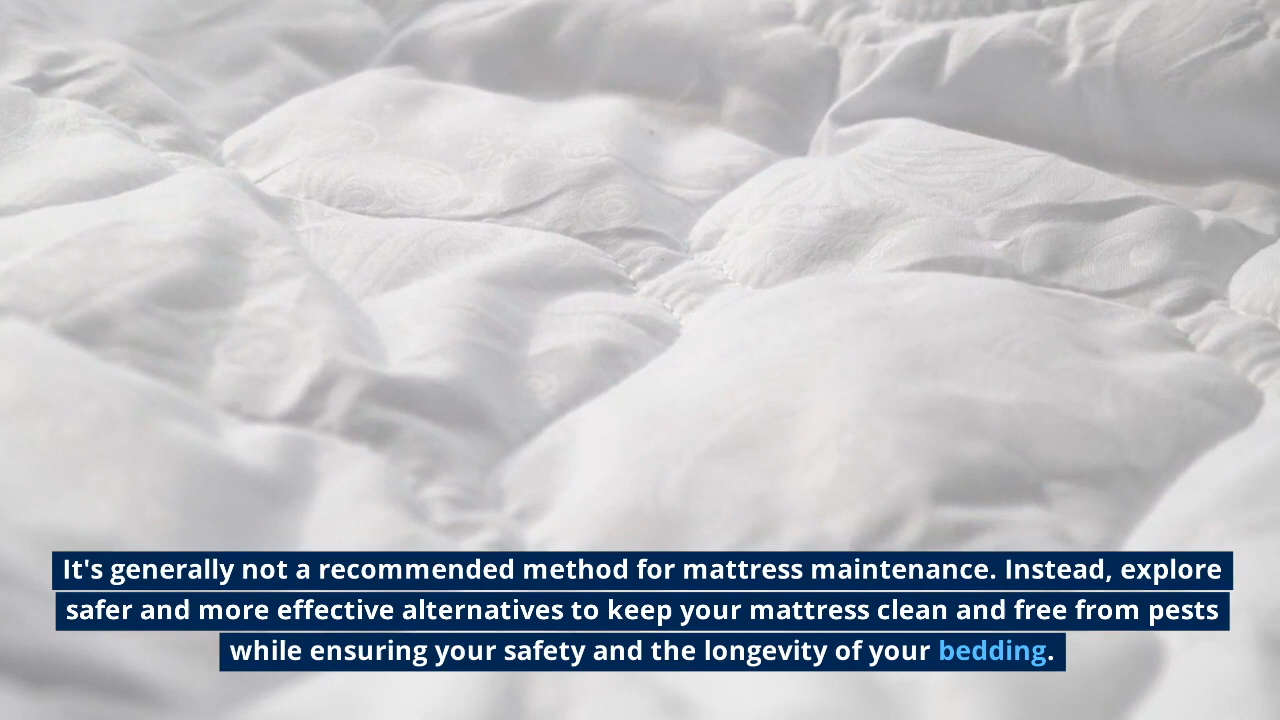 It's generally not a recommended method for mattress maintenance. Instead, explore
safer and more effective alternatives to keep your mattress clean and free from pests
while ensuring your safety and the longevity of your bedding.